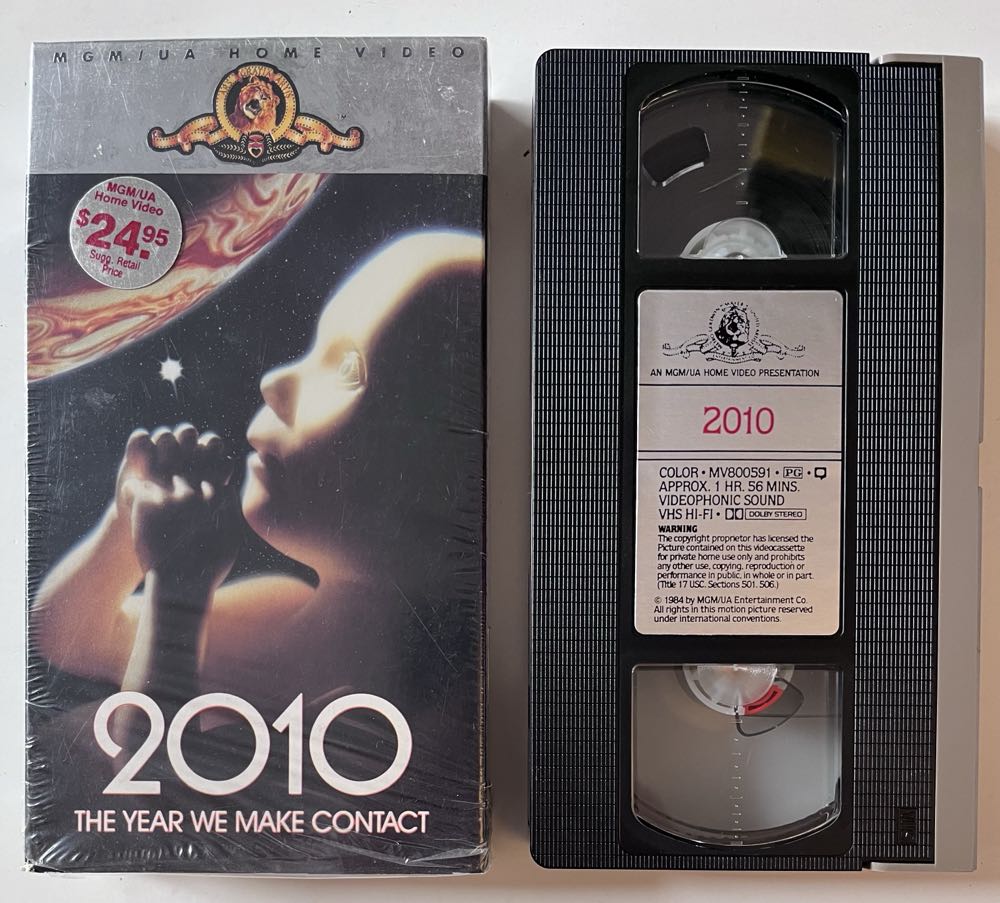 MGM/UA HOME VIDEO
GRATIA ARTIS
TM
MGM/UA
Home Video
$24.95
Sugg. Retail
Price
2010
THE YEAR WE MAKE CONTACT
AN MGM/UA HOME VIDEO PRESENTATION
2010
COLOR • MV800591 • PG •
APPROX. 1 HR. 56 MINS.
VIDEOPHONIC SOUND
VHS HI-FI • DOLBY STEREO
WARNING
The copyright proprietor has licensed the
Picture contained on this videocassette
for private home use only and prohibits
any other use, copying, reproduction or
performance in public, in whole or in part.
(Title 17 USC. Sections 501. 506.)
© 1984 by MGM/UA Entertainment Co.
All rights in this motion picture reserved
under international conventions.